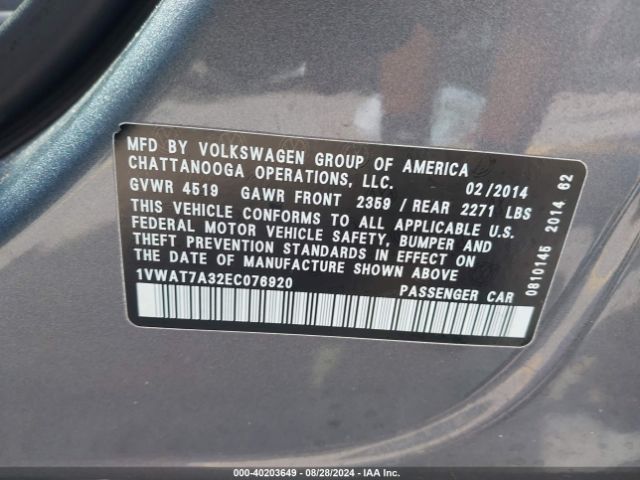 MFD BY VOLKSWAGEN GROUP OF AMERICA
CHATTANOOGA OPERATIONS, LLC. 02/2014
GVWR 4519 GAWR FRONT 2359 / REAR 2271 LBS
THIS VEHICLE CONFORMS TO ALL APPLICABLE U.S.
FEDERAL MOTOR VEHICLE SAFETY, BUMPER AND
THEFT PREVENTION STANDARDS IN EFFECT ON
THE DATE OF MANUFACTURE SHOWN ABOVE
1VWAT7A32EC076920 PASSENGER CAR
0810145 2014 62
000-40203649 - 08/28/2024 - IAAI.com